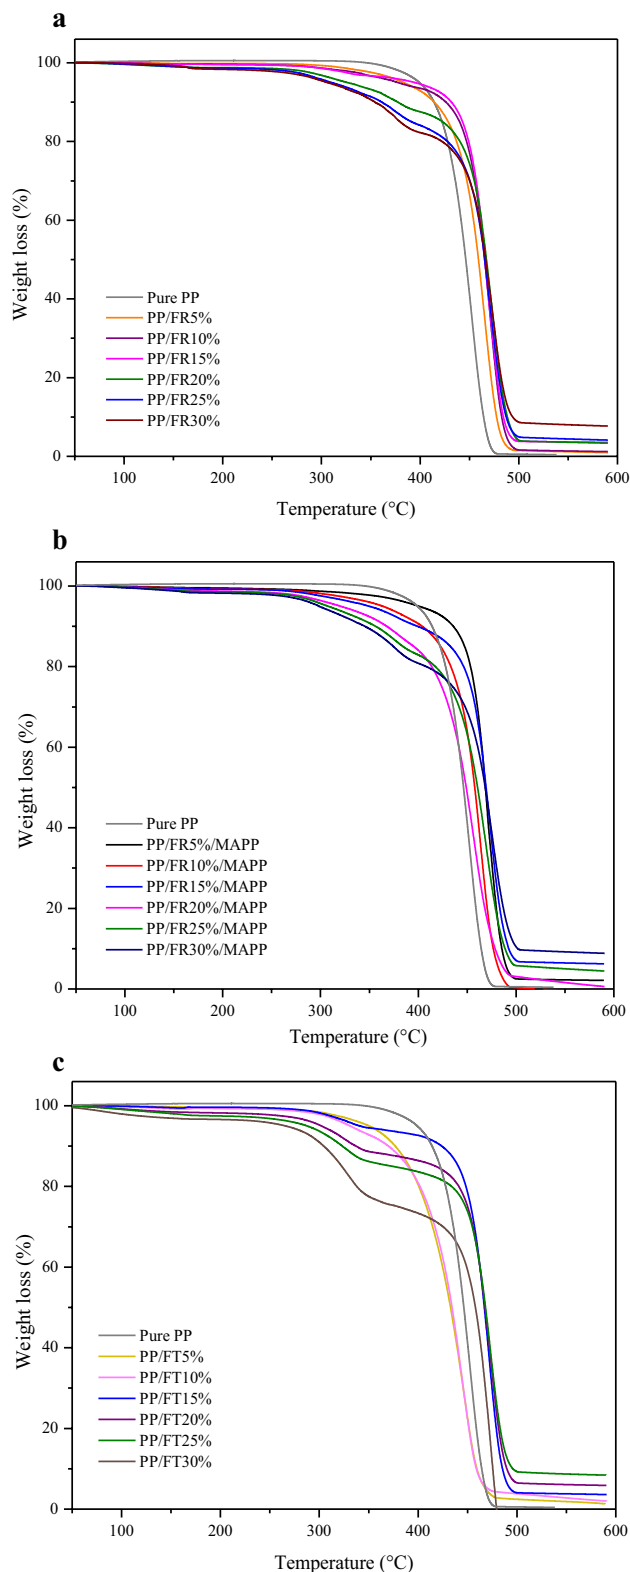 a
100
80
60
40
20
0
Weight loss (%)
Pure PP
PP/FR5%
PP/FR10%
PP/FR15%
PP/FR20%
PP/FR25%
PP/FR30%
100 200 300 400 500 600
Temperature (°C)
b
100
80
60
40
20
0
Weight loss (%)
Pure PP
PP/FR5%/MAPP
PP/FR10%/MAPP
PP/FR15%/MAPP
PP/FR20%/MAPP
PP/FR25%/MAPP
PP/FR30%/MAPP
100 200 300 400 500 600
Temperature (°C)
c
100
80
60
40
20
0
Weight loss (%)
Pure PP
PP/FT5%
PP/FT10%
PP/FT15%
PP/FT20%
PP/FT25%
PP/FT30%
100 200 300 400 500 600
Temperature (°C)